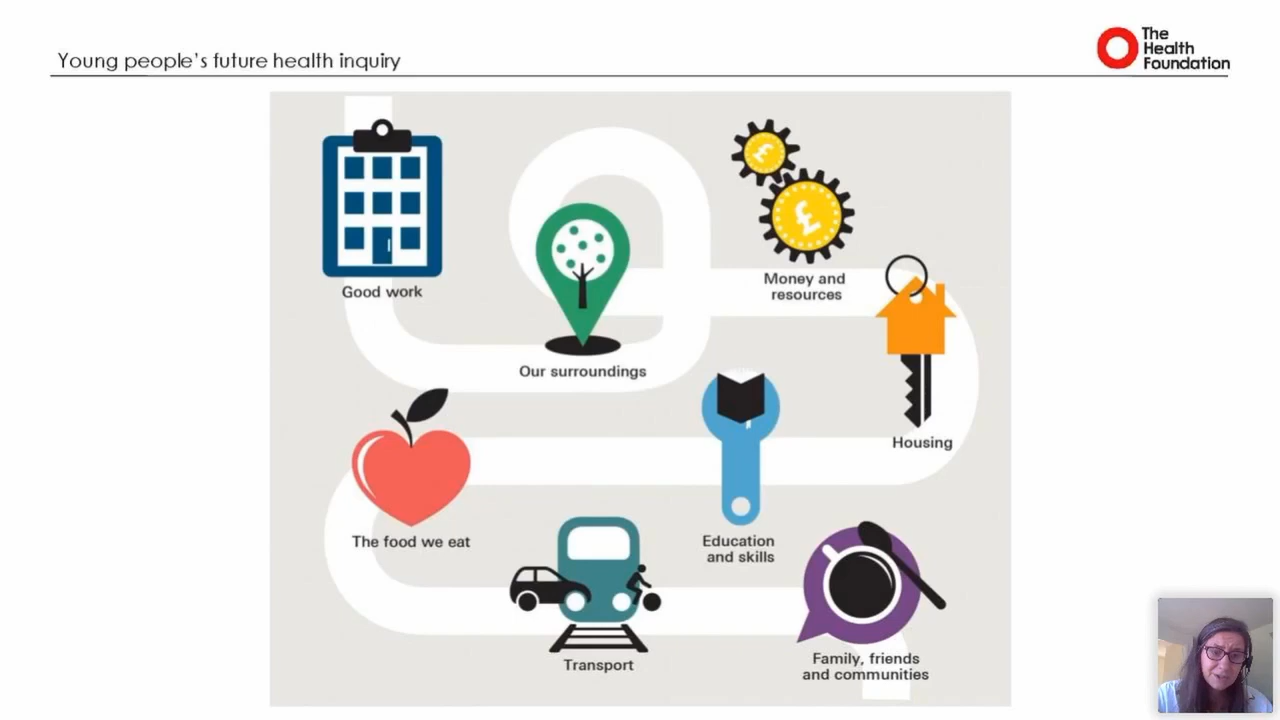 Young people's future health inquiry
The
Health
Foundation
Good work
Our surroundings
£
£
Money and
resources
Housing
The food we eat
Education
and skills
Transport
Family, friends
and communities